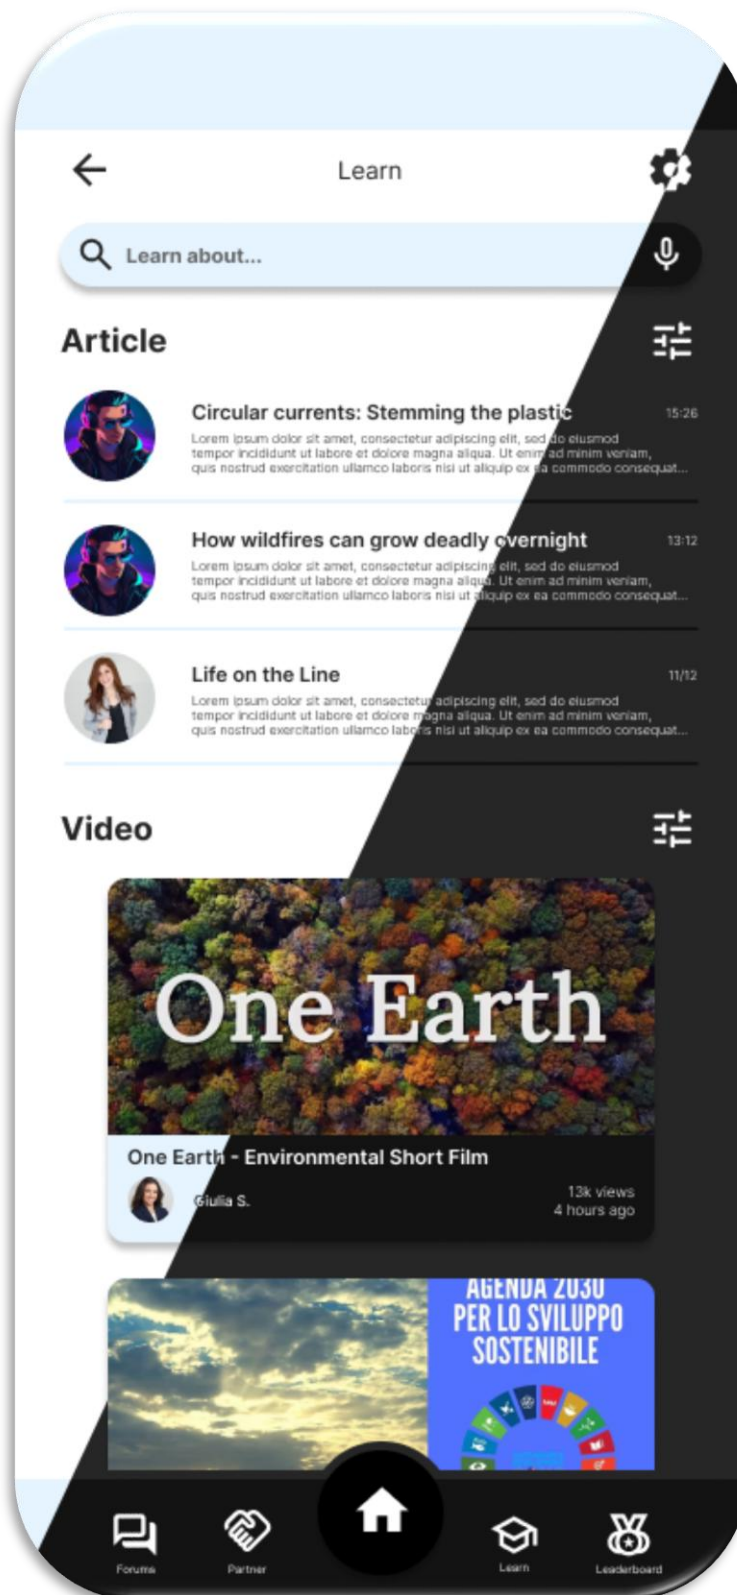 Learn
Learn about...
Article
Circular currents: Stemming the plastic
15:26
Lorem ipsum dolor sit amet, consectetur adipiscing elit, sed do eiusmod
tempor incididunt ut labore et dolore magna aliqua. Ut enim ad minim veniam,
quis nostrud exercitation ullamco laboris nisi ut aliquip ex ea commodo consequat...
How wildfires can grow deadly overnight
13:12
Lorem ipsum dolor sit amet, consectetur adipiscing elit, sed do eiusmod
tempor incididunt ut labore et dolore magna aliqua. Ut enim ad minim veniam,
quis nostrud exercitation ullamco laboris nisi ut aliquip ex ea commodo consequat...
Life on the Line
11/12
Lorem ipsum dolor sit amet, consectetur adipiscing elit, sed do eiusmod
tempor incididunt ut labore et dolore magna aliqua. Ut enim ad minim veniam,
quis nostrud exercitation ullamco laboris nisi ut aliquip ex ea commodo consequat...
Video
One Earth
One Earth - Environmental Short Film
Giulia S.
13k views
4 hours ago
AGENDA 2030
PER LO SVILUPPO
SOSTENIBILE
Forums
Partner
Learn
Leaderboard